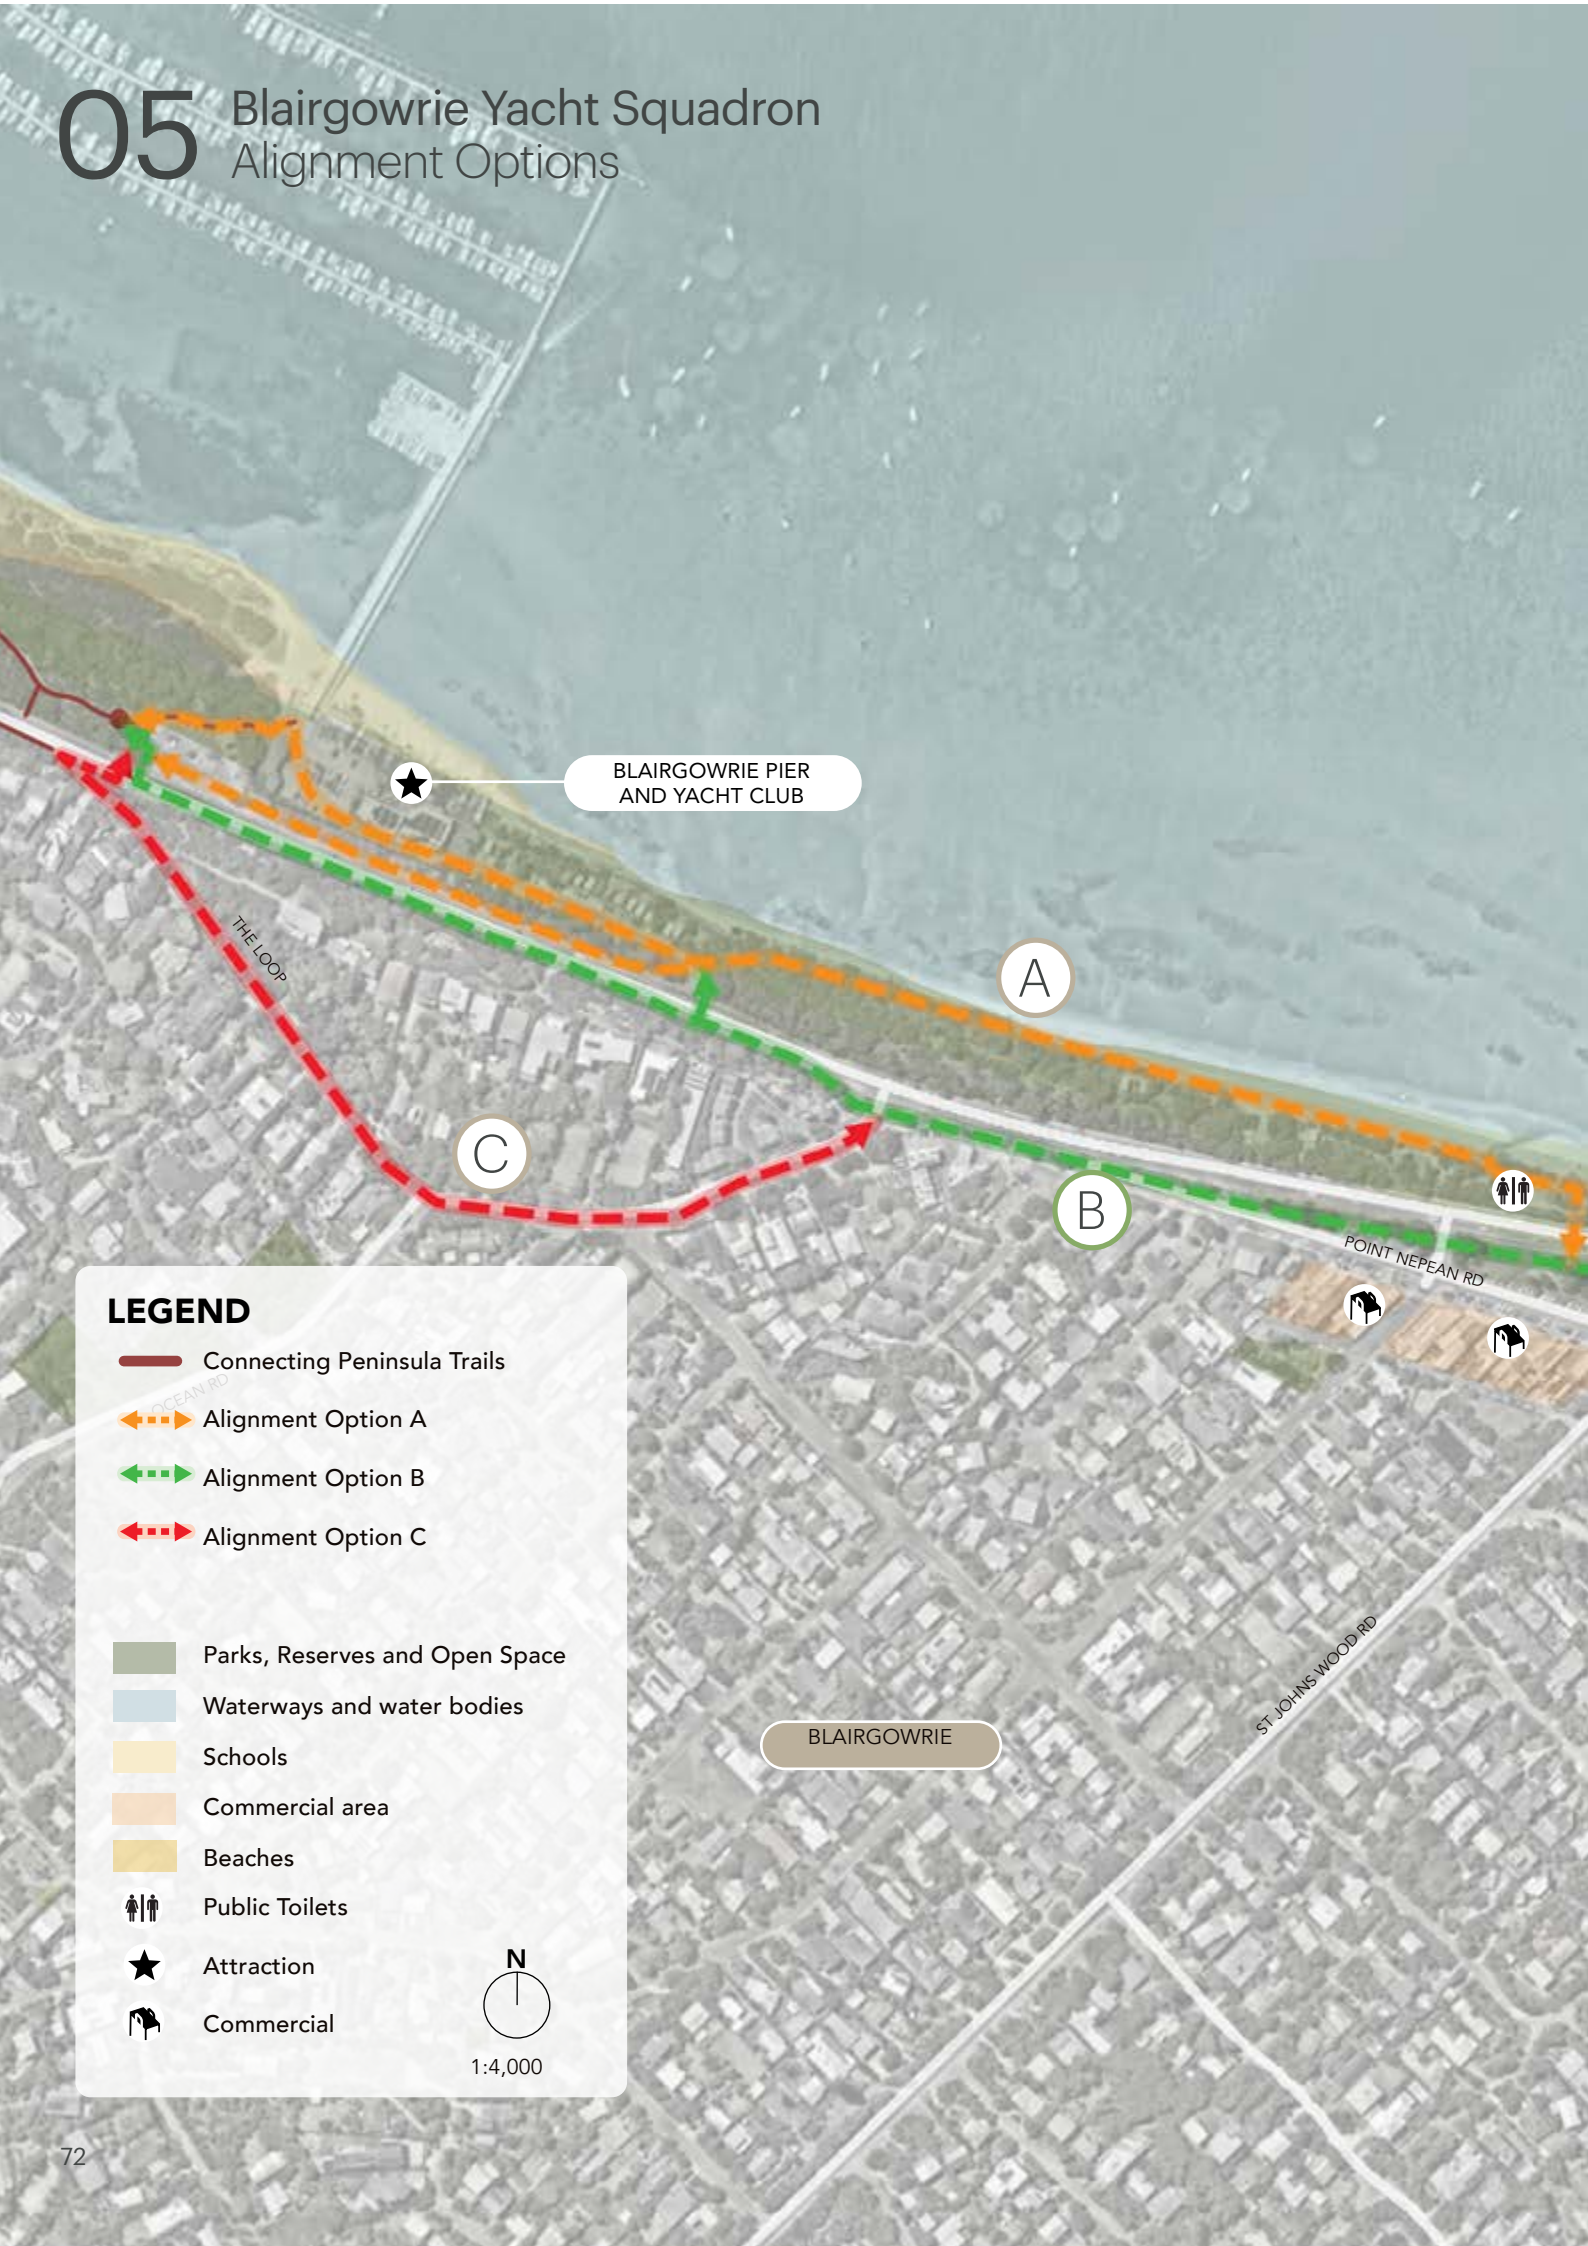 05
Blairgowrie Yacht Squadron
Alignment Options
BLAIRGOWRIE PIER
AND YACHT CLUB
THE LOOP
A
C
B
POINT NEPEAN RD
LEGEND
Connecting Peninsula Trails
OCEAN RD
Alignment Option A
Alignment Option B
Alignment Option C
Parks, Reserves and Open Space
Waterways and water bodies
Schools
Commercial area
Beaches
Public Toilets
Attraction
Commercial
N
1:4,000
ST JOHNS WOOD RD
BLAIRGOWRIE
72